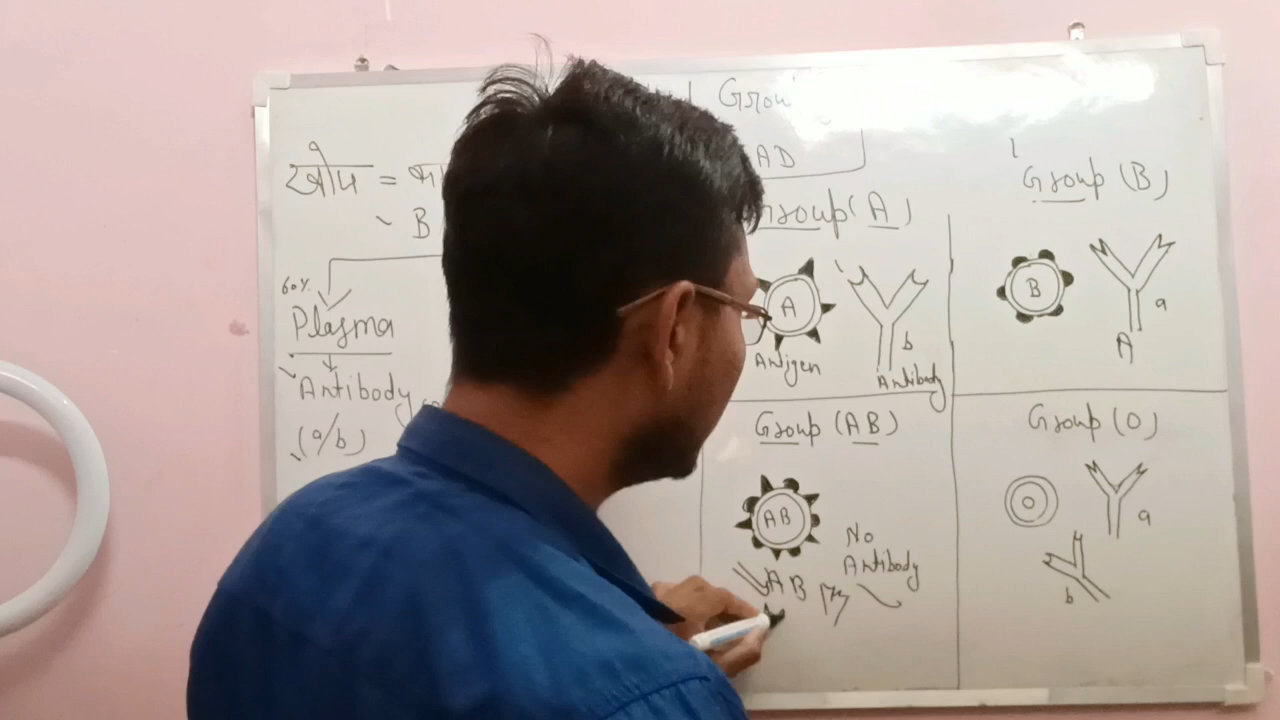 Grou
AD
खोप =
~ B
60%
Plasma
Antibody
(a/b)
Group (A)
A
b
Antigen
Antibody
Group (B)
B
a
A
Group (AB)
AB
No
Antibody
AB
Group (O)
O
a
b